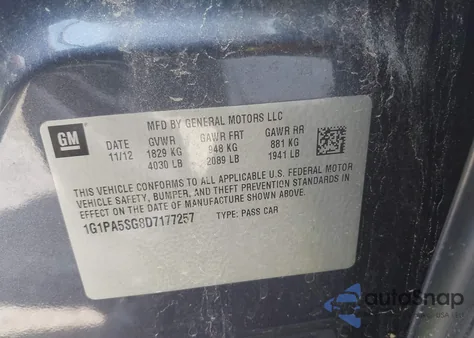 MFD BY GENERAL MOTORS LLC
GM
DATE GVWR GAWR FRT GAWR RR
11/12 1829 KG 948 KG 881 KG
4030 LB 2089 LB 1941 LB
THIS VEHICLE CONFORMS TO ALL APPLICABLE U.S. FEDERAL MOTOR
VEHICLE SAFETY, BUMPER, AND THEFT PREVENTION STANDARDS IN
EFFECT ON THE DATE OF MANUFACTURE SHOWN ABOVE.
1G1PA5SG8D7177257 TYPE: PASS CAR
autoSnap